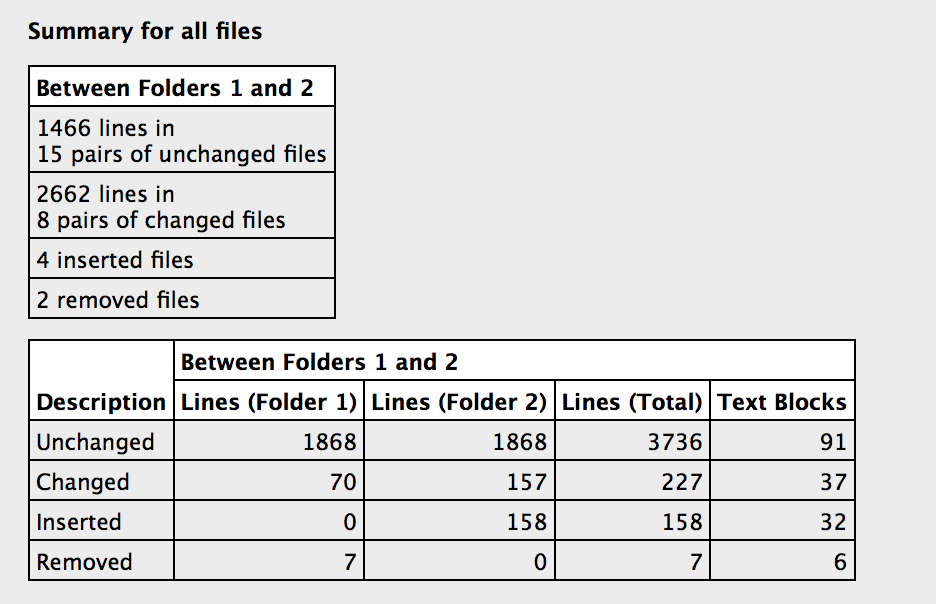 Summary for all files
Between Folders 1 and 2
1466 lines in
15 pairs of unchanged files
2662 lines in
8 pairs of changed files
4 inserted files
2 removed files
Between Folders 1 and 2
Description Lines (Folder 1) Lines (Folder 2) Lines (Total) Text Blocks
Unchanged 1868 1868 3736 91
Changed 70 157 227 37
Inserted 0 158 158 32
Removed 7 0 7 6